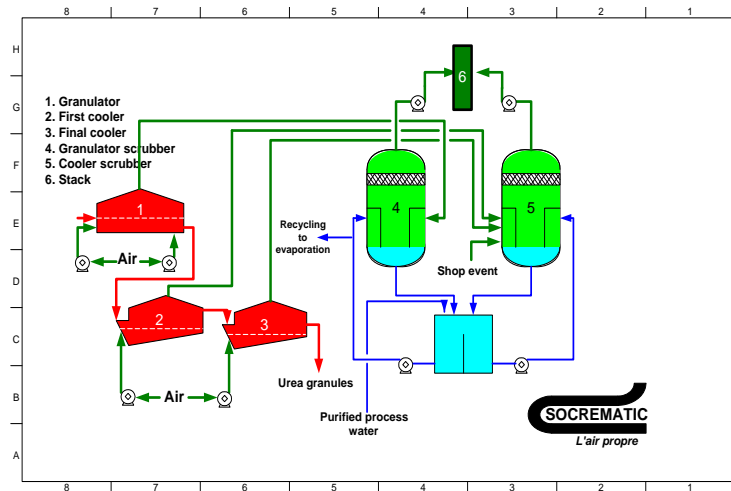 8 7 6 5 4 3 2 1
H
G
F
E
D
C
B
A
1. Granulator
2. First cooler
3. Final cooler
4. Granulator scrubber
5. Cooler scrubber
6. Stack
6
1
4
5
Recycling
to
evaporation
Air
Shop event
2
3
Urea granules
Air
Purified process
water
SOCREMATIC
L'air propre
8 7 6 5 4 3 2 1